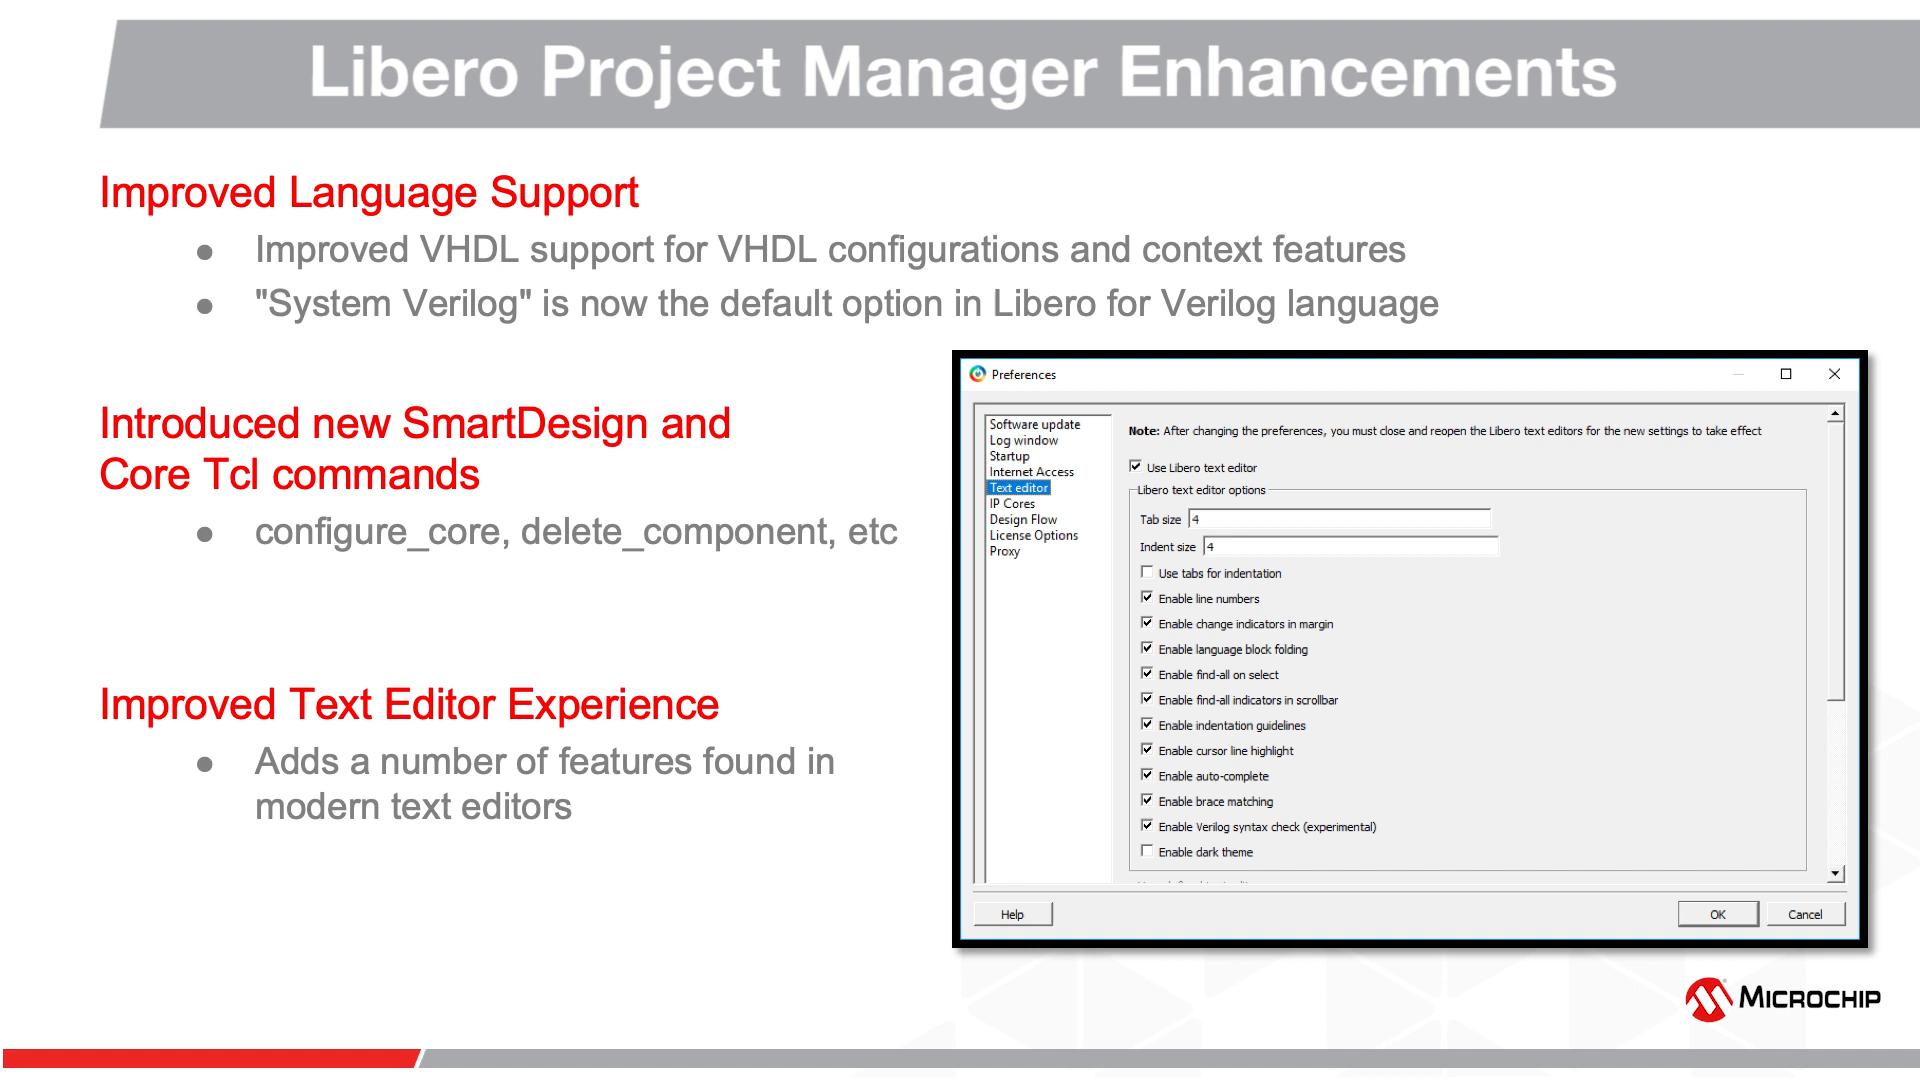 Libero Project Manager Enhancements
Improved Language Support
● Improved VHDL support for VHDL configurations and context features
● "System Verilog" is now the default option in Libero for Verilog language
Introduced new SmartDesign and
Core Tcl commands
● configure_core, delete_component, etc
Improved Text Editor Experience
● Adds a number of features found in
modern text editors
Preferences
Software update
Log window
Startup
Internet Access
Text editor
IP Cores
Design Flow
License Options
Proxy
Note: After changing the preferences, you must close and reopen the Libero text editors for the new settings to take effect
Use Libero text editor
Libero text editor options
Tab size 4
Indent size 4
Use tabs for indentation
Enable line numbers
Enable change indicators in margin
Enable language block folding
Enable find-all on select
Enable find-all indicators in scrollbar
Enable indentation guidelines
Enable cursor line highlight
Enable auto-complete
Enable brace matching
Enable Verilog syntax check (experimental)
Enable dark theme
Help
OK
Cancel
MICROCHIP